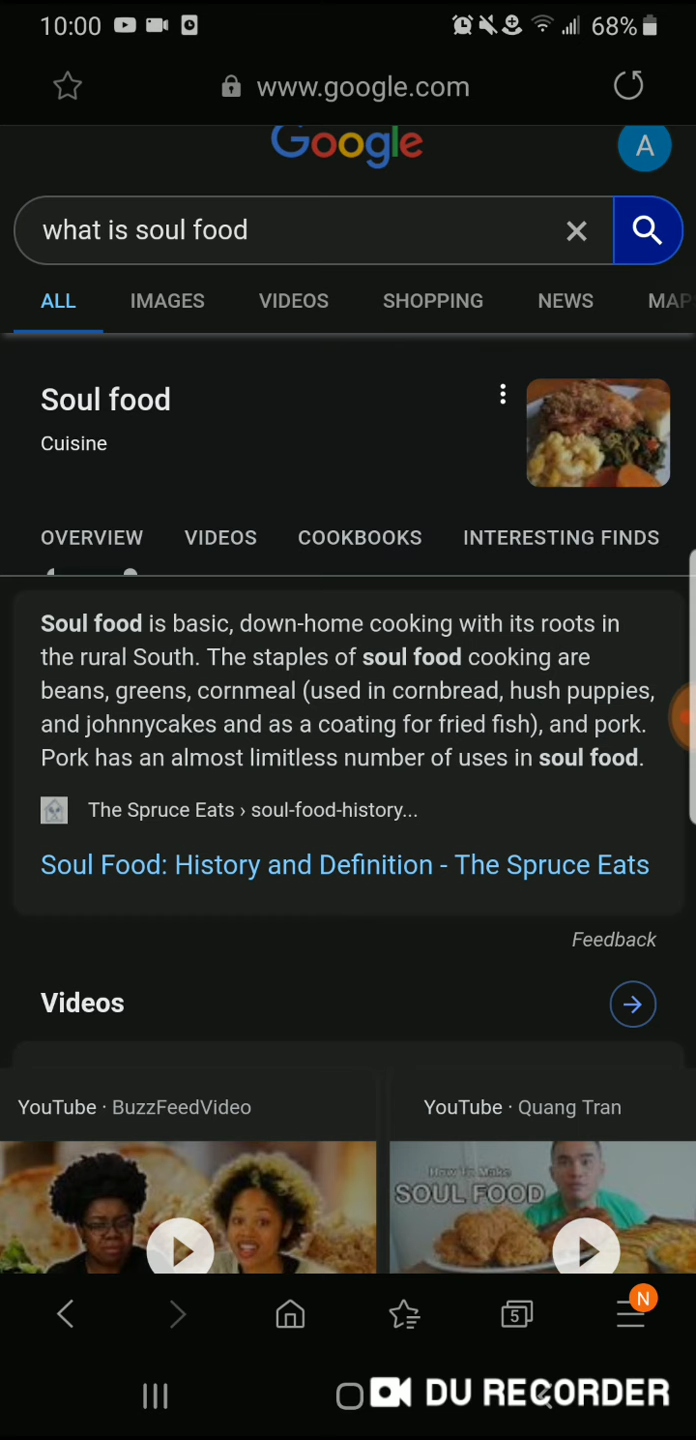 10:00 68%
www.google.com
Google
A
what is soul food
ALL IMAGES VIDEOS SHOPPING NEWS MAP
Soul food
Cuisine
OVERVIEW VIDEOS COOKBOOKS INTERESTING FINDS
Soul food is basic, down-home cooking with its roots in
the rural South. The staples of soul food cooking are
beans, greens, cornmeal (used in cornbread, hush puppies,
and johnnycakes and as a coating for fried fish), and pork.
Pork has an almost limitless number of uses in soul food.
The Spruce Eats › soul-food-history...
Soul Food: History and Definition - The Spruce Eats
Feedback
Videos
YouTube · BuzzFeedVideo
YouTube · Quang Tran
How To Make
SOUL FOOD
5
N
DU RECORDER